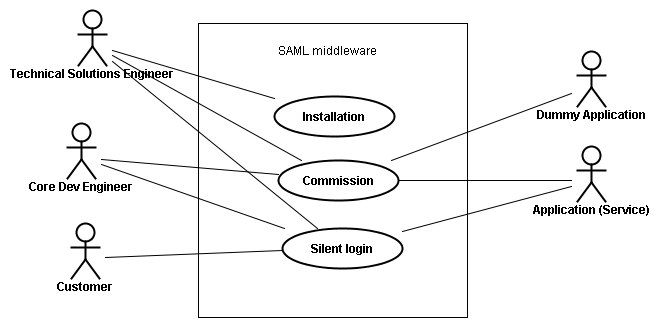 SAML middleware
Technical Solutions Engineer
Installation
Dummy Application
Commission
Core Dev Engineer
Application (Service)
Silent login
Customer